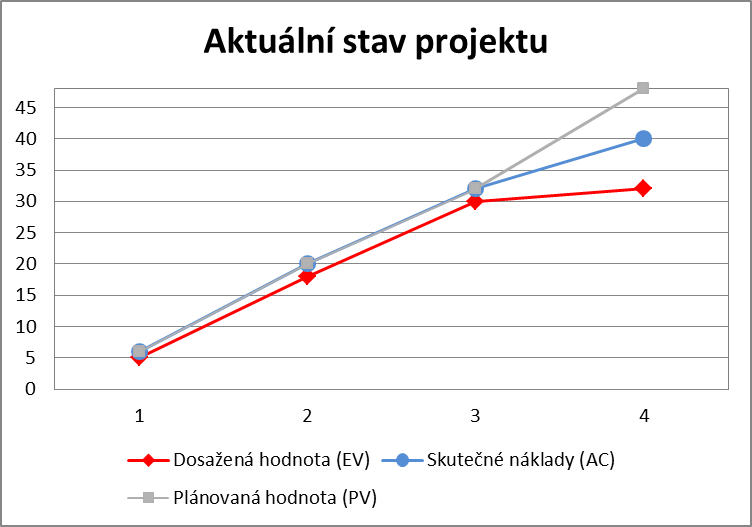 Aktuální stav projektu
45
40
35
30
25
20
15
10
5
0
1 2 3 4
Dosažená hodnota (EV) Skutečné náklady (AC)
Plánovaná hodnota (PV)